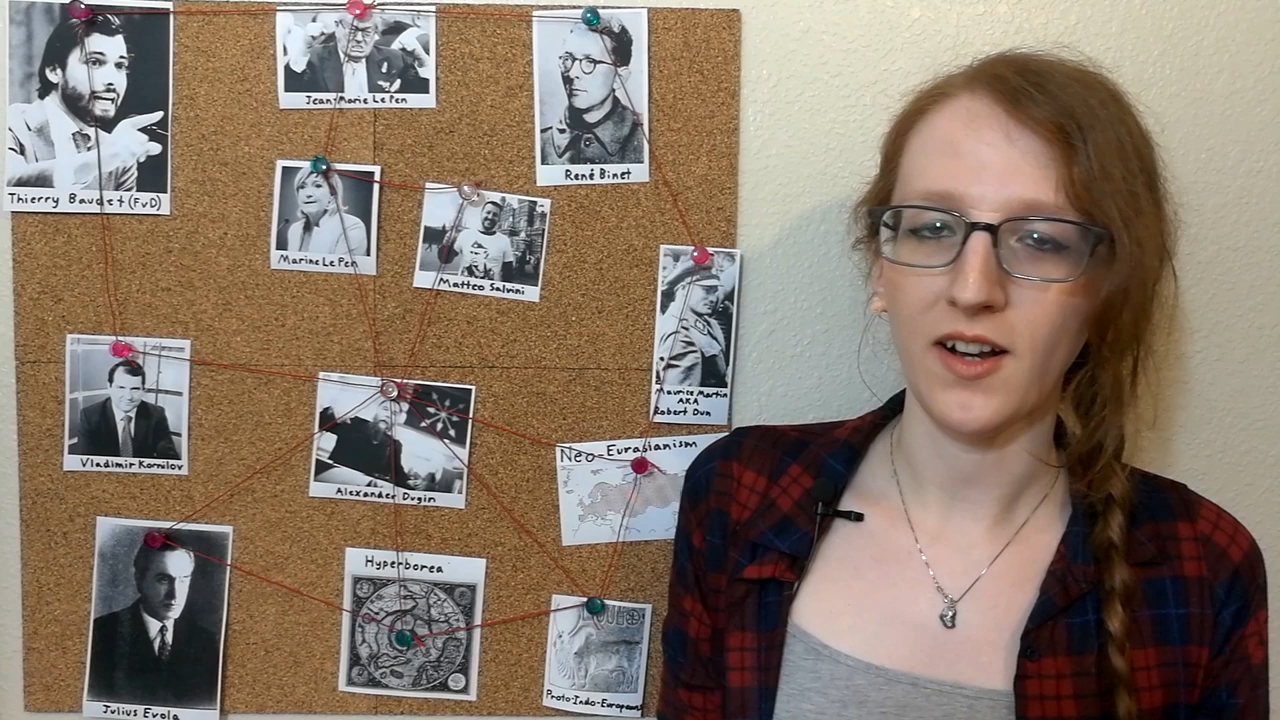 Jean-Marie Le Pen
René Binet
Thierry Baudet (FvD)
Marine Le Pen
Matteo Salvini
Maurice Martin
AKA
Robert Dun
Neo-Eurasianism
Vladimir Kornilov
Alexander Dugin
Hyperborea
Proto-Indo-Europeans
Julius Evola